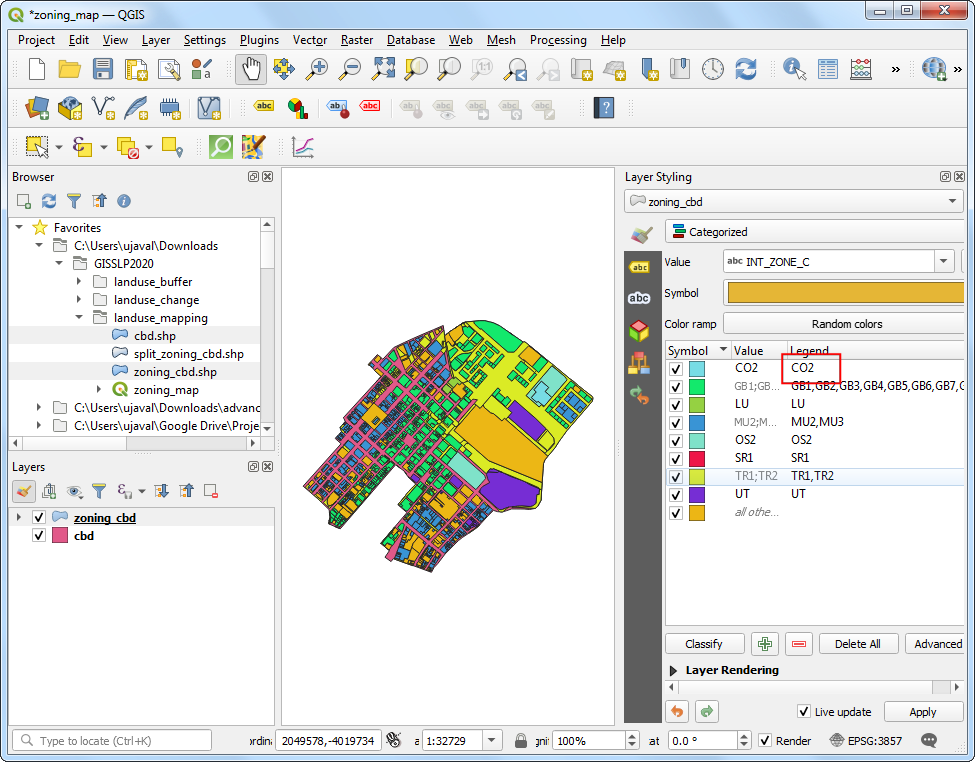 *zoning_map — QGIS
Project Edit View Layer Settings Plugins Vector Raster Database Web Mesh Processing Help
Browser
Favorites
C:\Users\ujaval\Downloads
GISSLP2020
landuse_buffer
landuse_change
landuse_mapping
cbd.shp
split_zoning_cbd.shp
zoning_cbd.shp
zoning_map
C:\Users\ujaval\Downloads\advanc
C:\Users\ujaval\Google Drive\Proje
Layers
zoning_cbd
cbd
Layer Styling
zoning_cbd
Categorized
Value abc INT_ZONE_C
Symbol
Color ramp Random colors
Symbol Value Legend
CO2 CO2
GB1;GB... GB1,GB2,GB3,GB4,GB5,GB6,GB7,G
LU LU
MU2;M... MU2,MU3
OS2 OS2
SR1 SR1
TR1;TR2 TR1,TR2
UT UT
all othe...
Classify Delete All Advanced
Layer Rendering
Live update Apply
Type to locate (Ctrl+K) ordina 2049578,-4019734 a 1:32729 gni 100% at 0.0 ° Render EPSG:3857